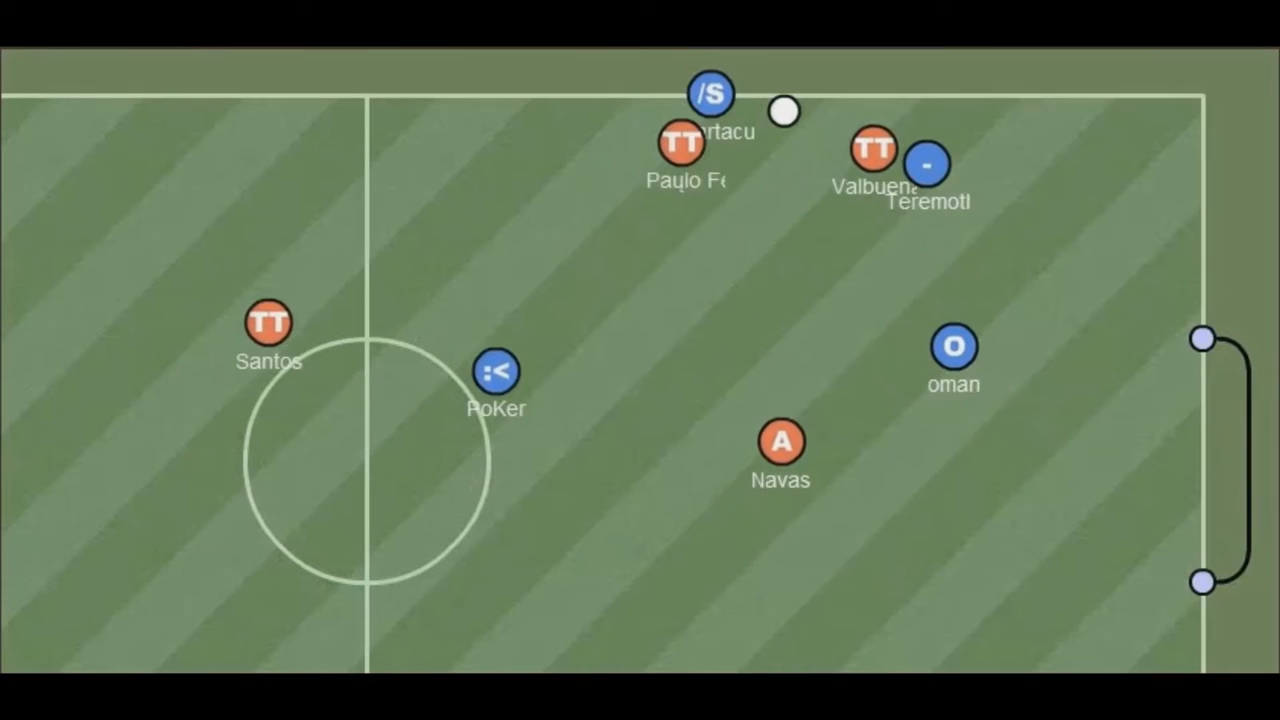 /S
rtacu
TT
Paulo Fe
TT
Valbuena
-
Teremotl
TT
Santos
:<
PoKer
O
oman
A
Navas